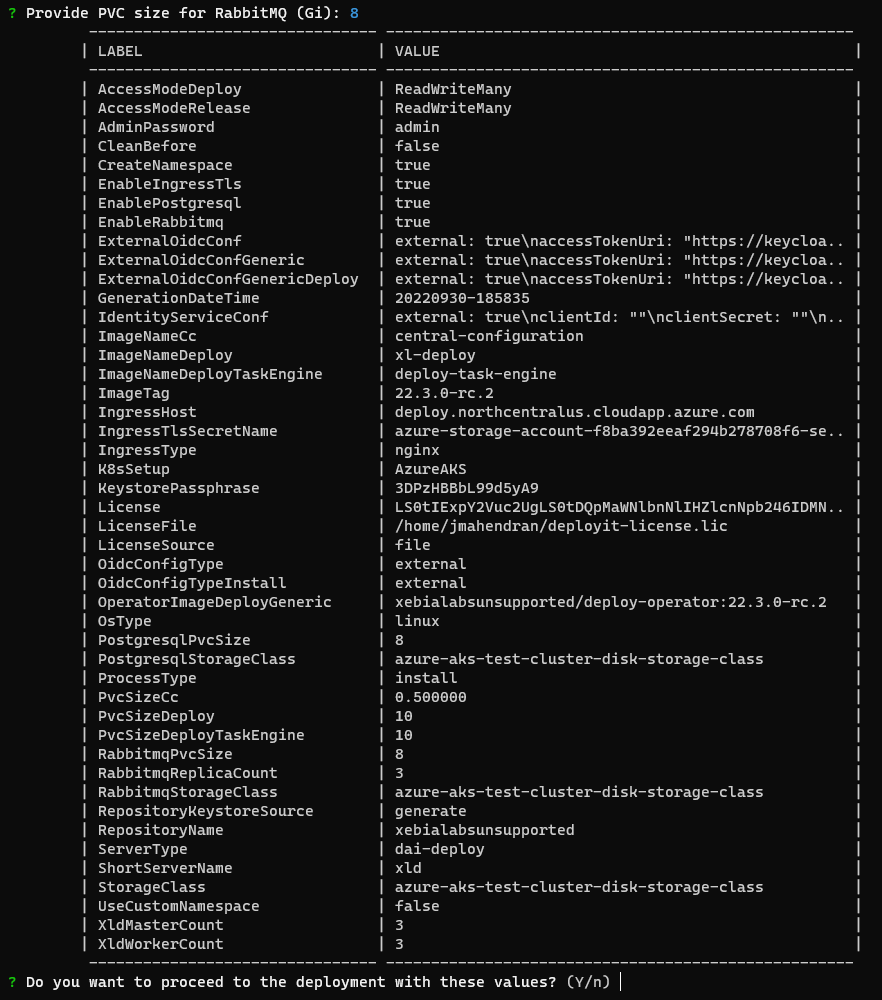 ? Provide PVC size for RabbitMQ (Gi): 8
| LABEL | VALUE |
| AccessModeDeploy | ReadWriteMany |
| AccessModeRelease | ReadWriteMany |
| AdminPassword | admin |
| CleanBefore | false |
| CreateNamespace | true |
| EnableIngressTls | true |
| EnablePostgresql | true |
| EnableRabbitmq | true |
| ExternalOidcConf | external: true\naccessTokenUri: "https://keycloa.. |
| ExternalOidcConfGeneric | external: true\naccessTokenUri: "https://keycloa.. |
| ExternalOidcConfGenericDeploy | external: true\naccessTokenUri: "https://keycloa.. |
| GenerationDateTime | 20220930-185835 |
| IdentityServiceConf | external: true\nclientId: ""\nclientSecret: ""\n.. |
| ImageNameCc | central-configuration |
| ImageNameDeploy | xl-deploy |
| ImageNameDeployTaskEngine | deploy-task-engine |
| ImageTag | 22.3.0-rc.2 |
| IngressHost | deploy.northcentralus.cloudapp.azure.com |
| IngressTlsSecretName | azure-storage-account-f8ba392eeaf294b278708f6-se.. |
| IngressType | nginx |
| K8sSetup | AzureAKS |
| KeystorePassphrase | 3DPzHBBbL99d5yA9 |
| License | LS0tIExpY2Vuc2UgLS0tDQpMaWNlbnNlIHZlcnNpb246IDMN.. |
| LicenseFile | /home/jmahendran/deployit-license.lic |
| LicenseSource | file |
| OidcConfigType | external |
| OidcConfigTypeInstall | external |
| OperatorImageDeployGeneric | xebialabsunsupported/deploy-operator:22.3.0-rc.2 |
| OsType | linux |
| PostgresqlPvcSize | 8 |
| PostgresqlStorageClass | azure-aks-test-cluster-disk-storage-class |
| ProcessType | install |
| PvcSizeCc | 0.500000 |
| PvcSizeDeploy | 10 |
| PvcSizeDeployTaskEngine | 10 |
| RabbitmqPvcSize | 8 |
| RabbitmqReplicaCount | 3 |
| RabbitmqStorageClass | azure-aks-test-cluster-disk-storage-class |
| RepositoryKeystoreSource | generate |
| RepositoryName | xebialabsunsupported |
| ServerType | dai-deploy |
| ShortServerName | xld |
| StorageClass | azure-aks-test-cluster-disk-storage-class |
| UseCustomNamespace | false |
| XldMasterCount | 3 |
| XldWorkerCount | 3 |
? Do you want to proceed to the deployment with these values? (Y/n)